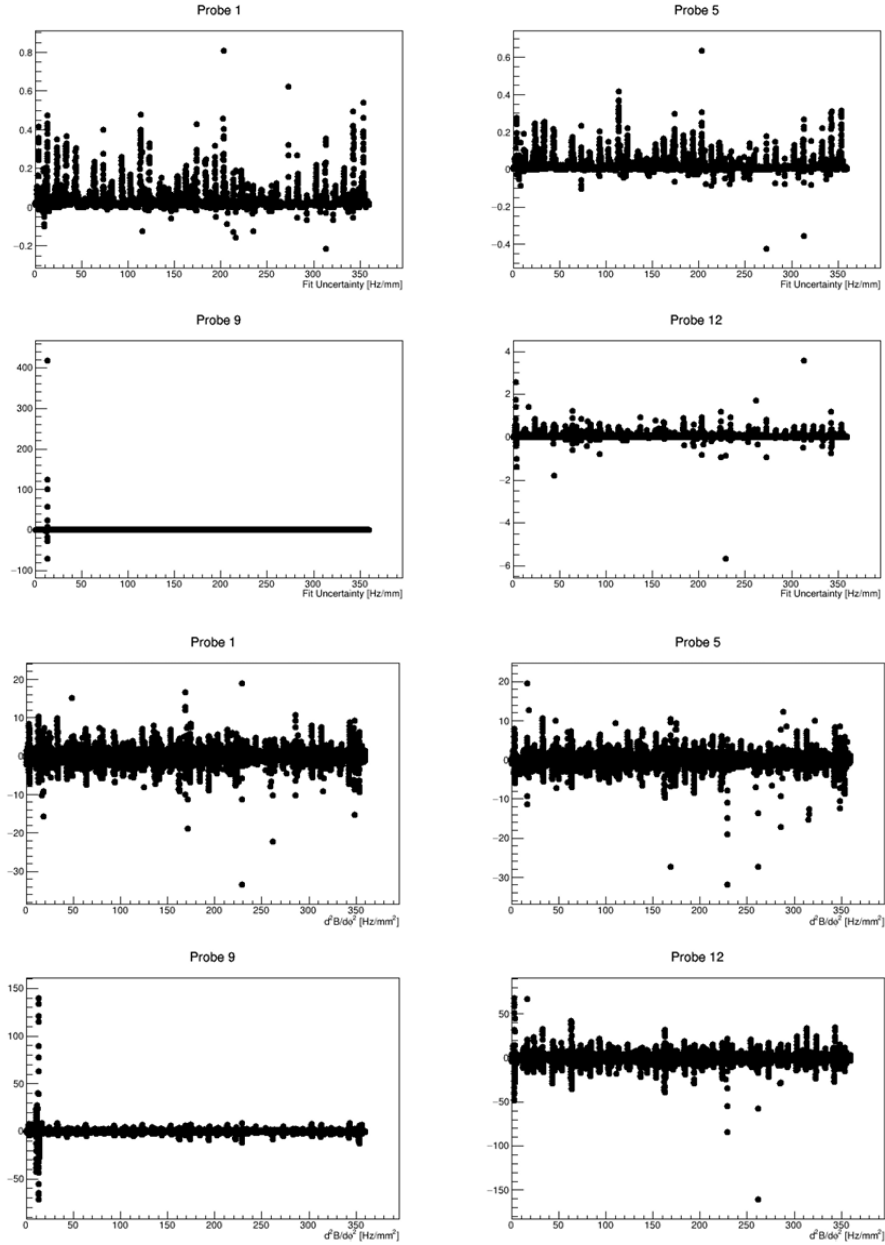 Probe 1
0.8
0.6
0.4
0.2
0
−0.2
0 50 100 150 200 250 300 350
Fit Uncertainty [Hz/mm]
Probe 5
0.6
0.4
0.2
0
−0.2
−0.4
0 50 100 150 200 250 300 350
Fit Uncertainty [Hz/mm]
Probe 9
400
300
200
100
0
−100
0 50 100 150 200 250 300 350
Fit Uncertainty [Hz/mm]
Probe 12
4
2
0
−2
−4
−6
0 50 100 150 200 250 300 350
Fit Uncertainty [Hz/mm]
Probe 1
20
10
0
−10
−20
−30
0 50 100 150 200 250 300 350
d²B/dφ² [Hz/mm²]
Probe 5
20
10
0
−10
−20
−30
0 50 100 150 200 250 300 350
d²B/dφ² [Hz/mm²]
Probe 9
150
100
50
0
−50
0 50 100 150 200 250 300 350
d²B/dφ² [Hz/mm²]
Probe 12
50
0
−50
−100
−150
0 50 100 150 200 250 300 350
d²B/dφ² [Hz/mm²]